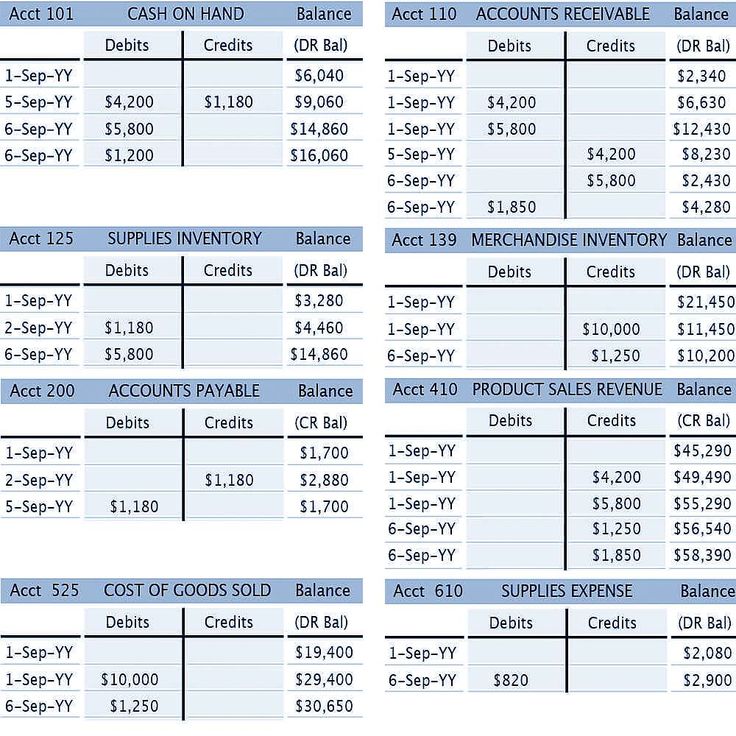 Acct 101 CASH ON HAND Balance
Debits Credits (DR Bal)
1-Sep-YY $6,040
5-Sep-YY $4,200 $1,180 $9,060
6-Sep-YY $5,800 $14,860
6-Sep-YY $1,200 $16,060
Acct 110 ACCOUNTS RECEIVABLE Balance
Debits Credits (DR Bal)
1-Sep-YY $2,340
1-Sep-YY $4,200 $6,630
1-Sep-YY $5,800 $12,430
5-Sep-YY $4,200 $8,230
6-Sep-YY $5,800 $2,430
6-Sep-YY $1,850 $4,280
Acct 125 SUPPLIES INVENTORY Balance
Debits Credits (DR Bal)
1-Sep-YY $3,280
2-Sep-YY $1,180 $4,460
6-Sep-YY $5,800 $14,860
Acct 139 MERCHANDISE INVENTORY Balance
Debits Credits (DR Bal)
1-Sep-YY $21,450
1-Sep-YY $10,000 $11,450
6-Sep-YY $1,250 $10,200
Acct 200 ACCOUNTS PAYABLE Balance
Debits Credits (CR Bal)
1-Sep-YY $1,700
2-Sep-YY $1,180 $2,880
5-Sep-YY $1,180 $1,700
Acct 410 PRODUCT SALES REVENUE Balance
Debits Credits (CR Bal)
1-Sep-YY $45,290
1-Sep-YY $4,200 $49,490
1-Sep-YY $5,800 $55,290
6-Sep-YY $1,250 $56,540
6-Sep-YY $1,850 $58,390
Acct 525 COST OF GOODS SOLD Balance
Debits Credits (DR Bal)
1-Sep-YY $19,400
1-Sep-YY $10,000 $29,400
6-Sep-YY $1,250 $30,650
Acct 610 SUPPLIES EXPENSE Balance
Debits Credits (DR Bal)
1-Sep-YY $2,080
6-Sep-YY $820 $2,900